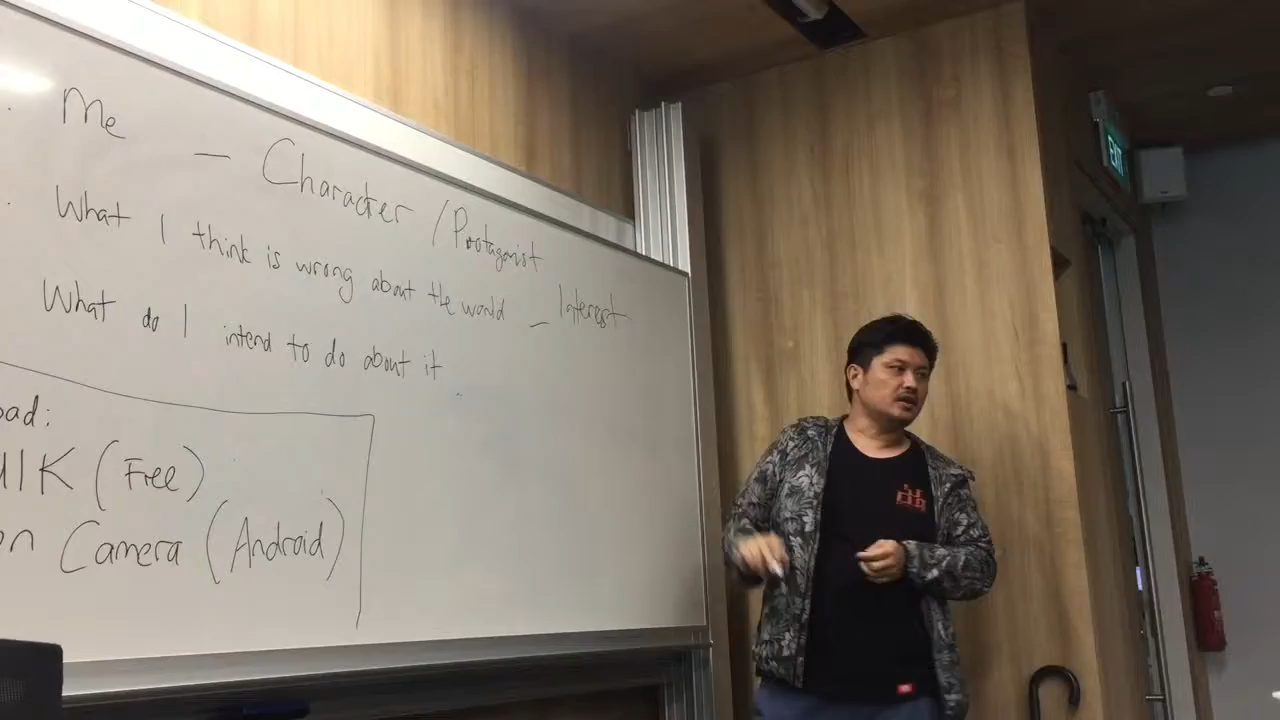 Me - Character / Protagonist
What I think is wrong about the world - Interest
What do I intend to do about it
oad:
K (Free)
on Camera (Android)
EXIT